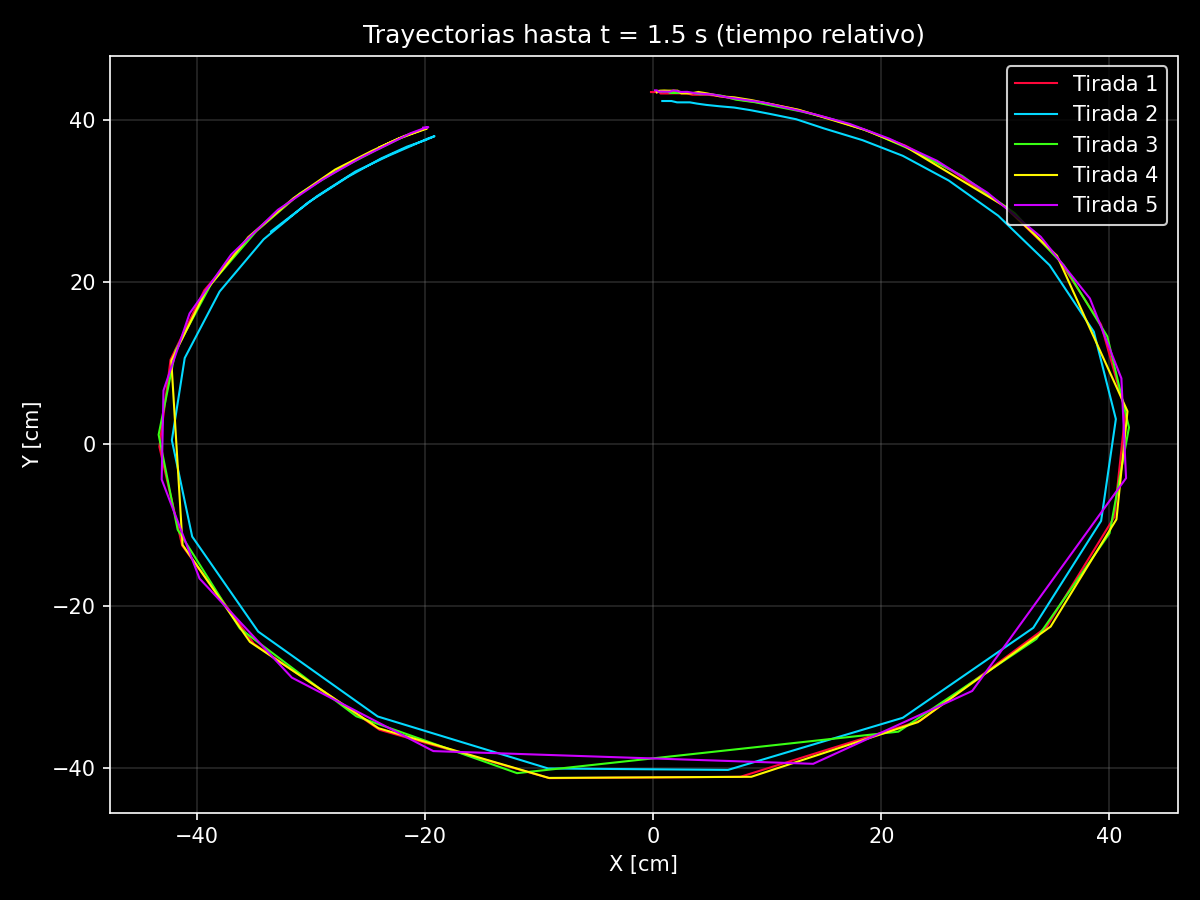 Trayectorias hasta t = 1.5 s (tiempo relativo)
Tirada 1
Tirada 2
Tirada 3
Tirada 4
Tirada 5
40
20
0
−20
−40
Y [cm]
−40
−20
0
20
40
X [cm]